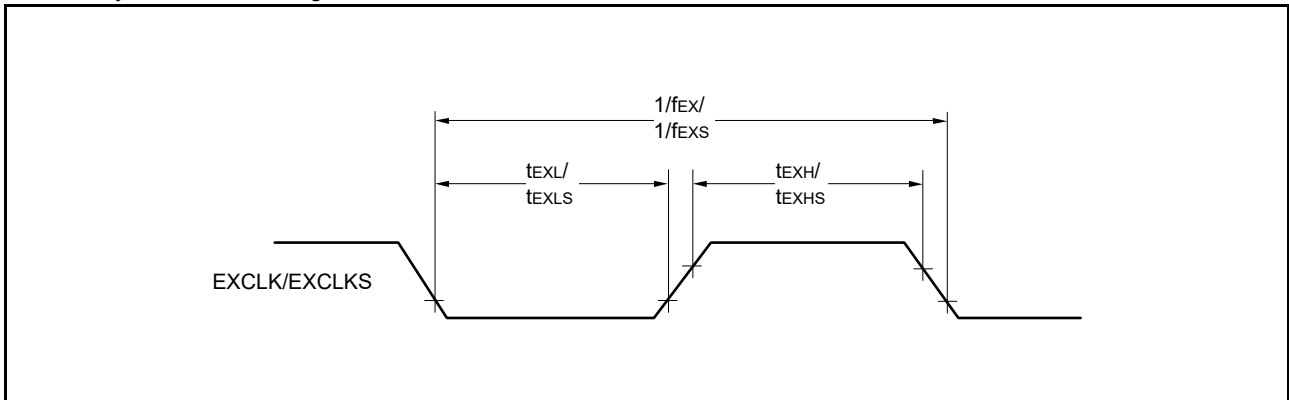 1/fEX/
1/fEXS
tEXL/
tEXLS
tEXH/
tEXHS
EXCLK/EXCLKS